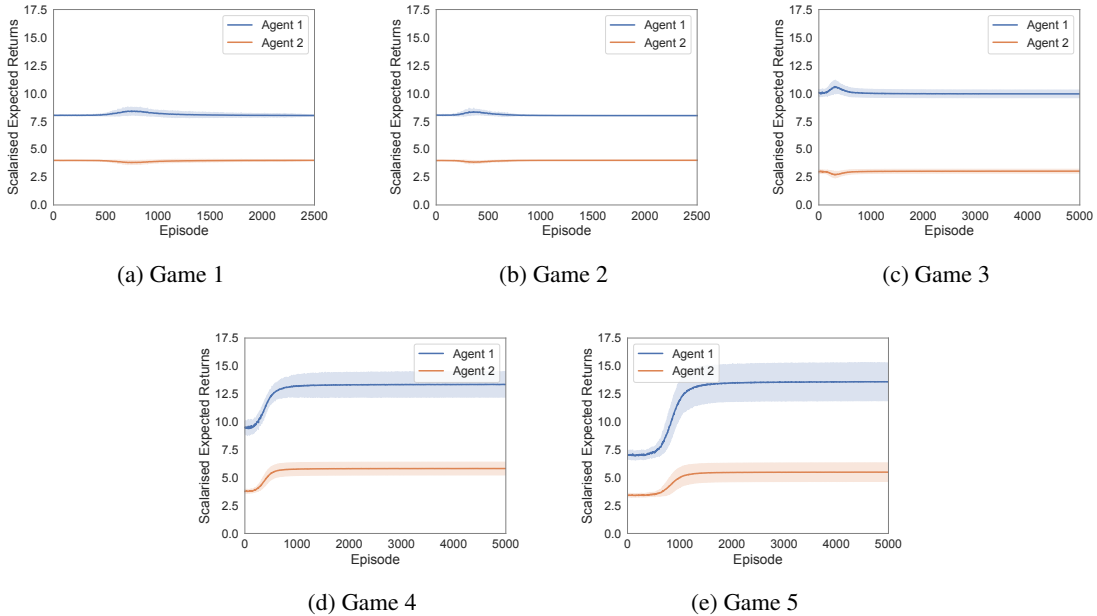 17.5
15.0
12.5
10.0
7.5
5.0
2.5
0.0
Scalarised Expected Returns
Agent 1
Agent 2
0 500 1000 1500 2000 2500
Episode
(a) Game 1
17.5
15.0
12.5
10.0
7.5
5.0
2.5
0.0
Scalarised Expected Returns
Agent 1
Agent 2
0 500 1000 1500 2000 2500
Episode
(b) Game 2
17.5
15.0
12.5
10.0
7.5
5.0
2.5
0.0
Scalarised Expected Returns
Agent 1
Agent 2
0 1000 2000 3000 4000 5000
Episode
(c) Game 3
17.5
15.0
12.5
10.0
7.5
5.0
2.5
0.0
Scalarised Expected Returns
Agent 1
Agent 2
0 1000 2000 3000 4000 5000
Episode
(d) Game 4
17.5
15.0
12.5
10.0
7.5
5.0
2.5
0.0
Scalarised Expected Returns
Agent 1
Agent 2
0 1000 2000 3000 4000 5000
Episode
(e) Game 5